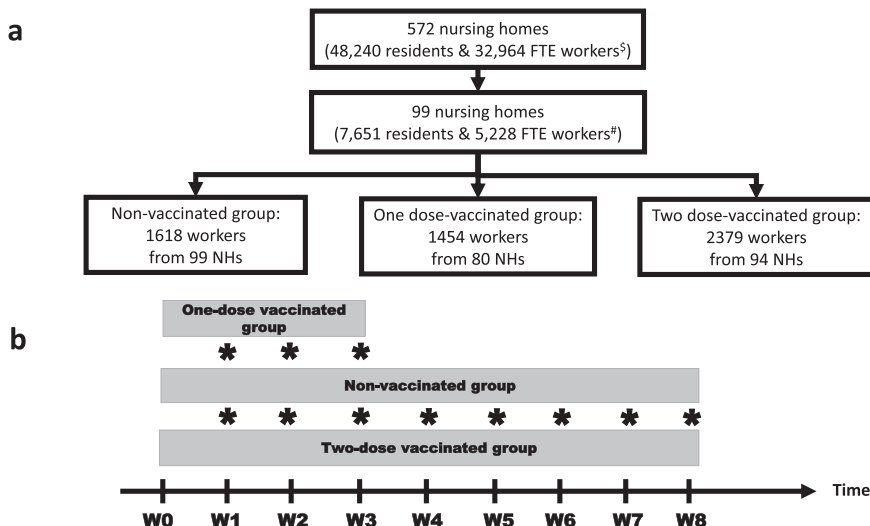 a
572 nursing homes
(48,240 residents & 32,964 FTE workers$)
99 nursing homes
(7,651 residents & 5,228 FTE workers#)
Non-vaccinated group:
1618 workers
from 99 NHs
One dose-vaccinated group:
1454 workers
from 80 NHs
Two dose-vaccinated group:
2379 workers
from 94 NHs
b
One-dose vaccinated
group
* * *
Non-vaccinated group
* * * * * * * *
Two-dose vaccinated group
Time
W0 W1 W2 W3 W4 W5 W6 W7 W8